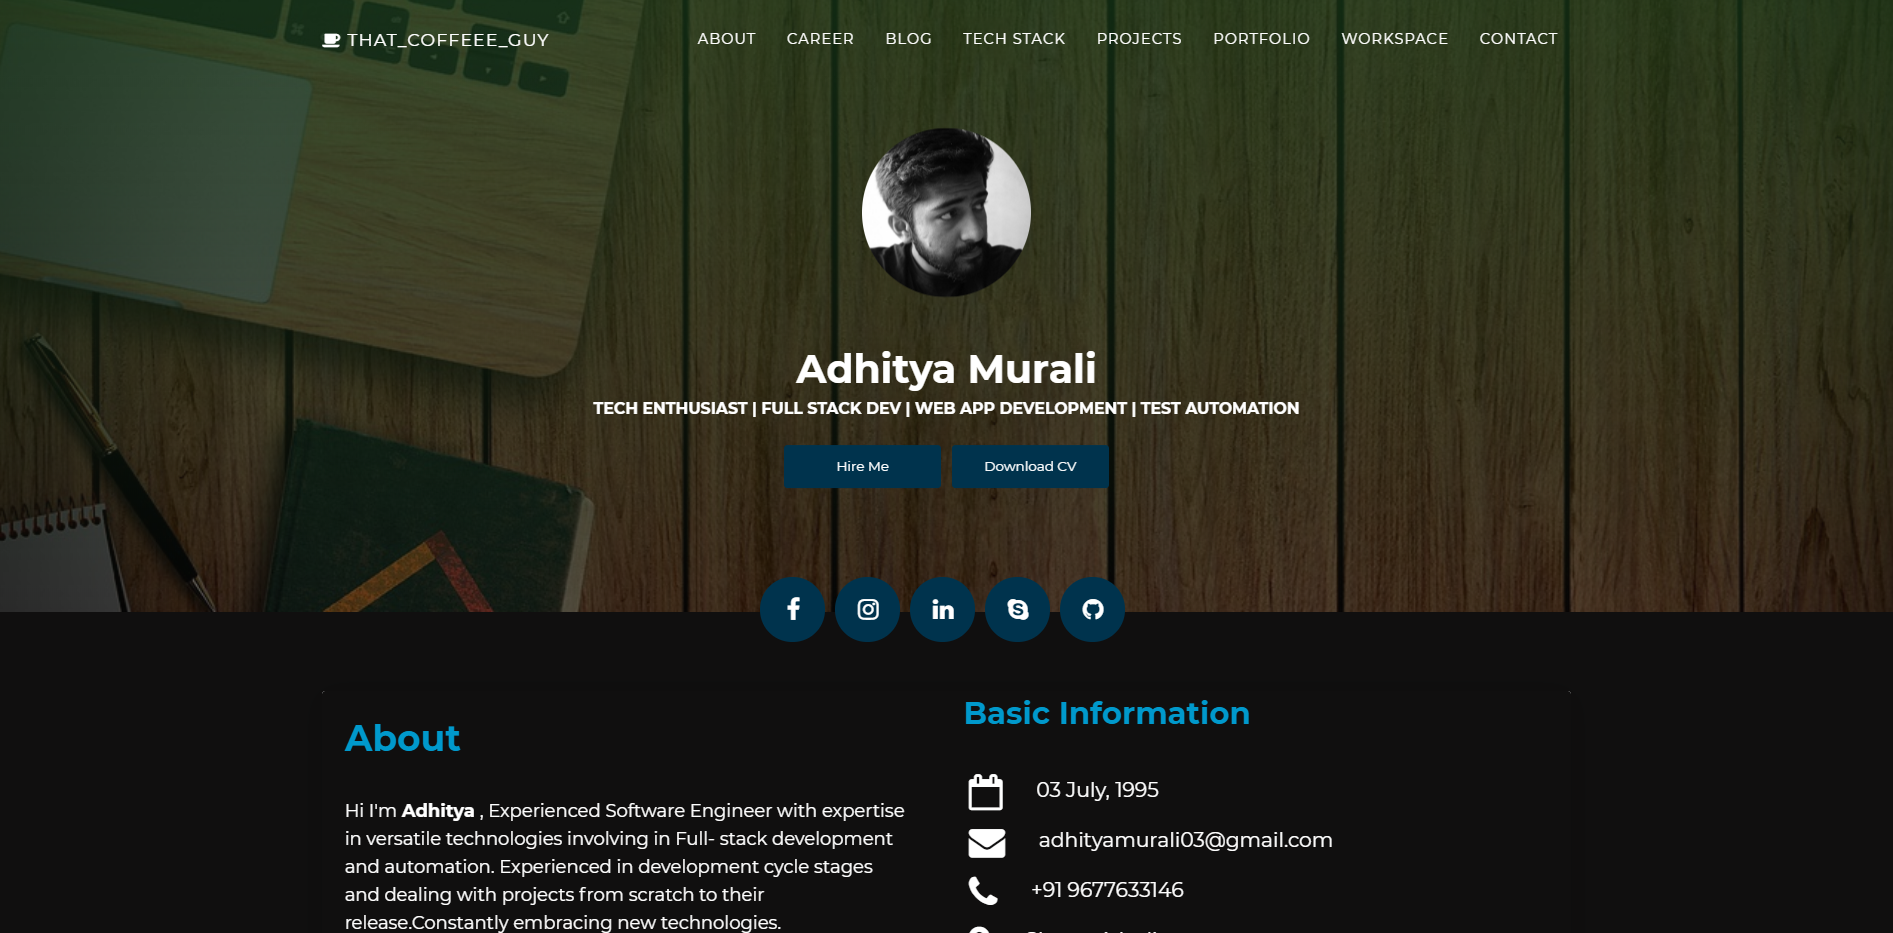 THAT_COFFEEE_GUY
ABOUT CAREER BLOG TECH STACK PROJECTS PORTFOLIO WORKSPACE CONTACT
Adhitya Murali
TECH ENTHUSIAST | FULL STACK DEV | WEB APP DEVELOPMENT | TEST AUTOMATION
Hire Me
Download CV
About
Hi I'm Adhitya , Experienced Software Engineer with expertise
in versatile technologies involving in Full- stack development
and automation. Experienced in development cycle stages
and dealing with projects from scratch to their
release.Constantly embracing new technologies.
Basic Information
03 July, 1995
adhityamurali03@gmail.com
+91 9677633146